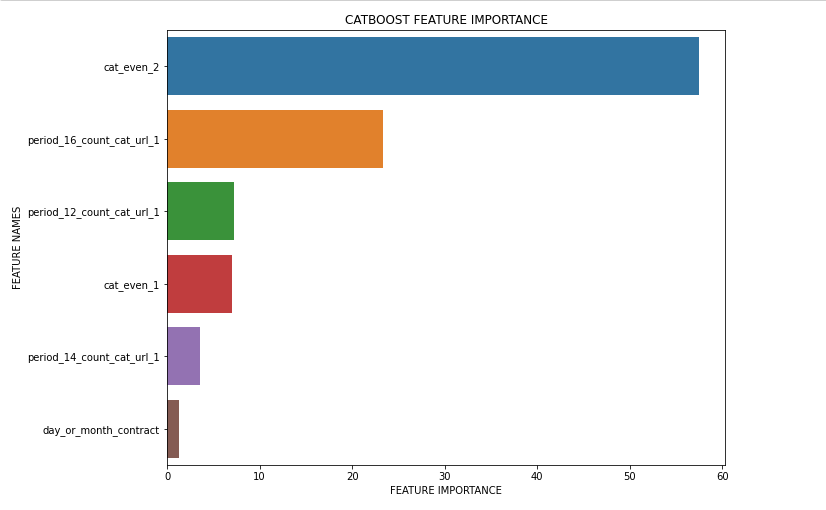 CATBOOST FEATURE IMPORTANCE
FEATURE NAMES
cat_even_2
period_16_count_cat_url_1
period_12_count_cat_url_1
cat_even_1
period_14_count_cat_url_1
day_or_month_contract
0 10 20 30 40 50 60
FEATURE IMPORTANCE